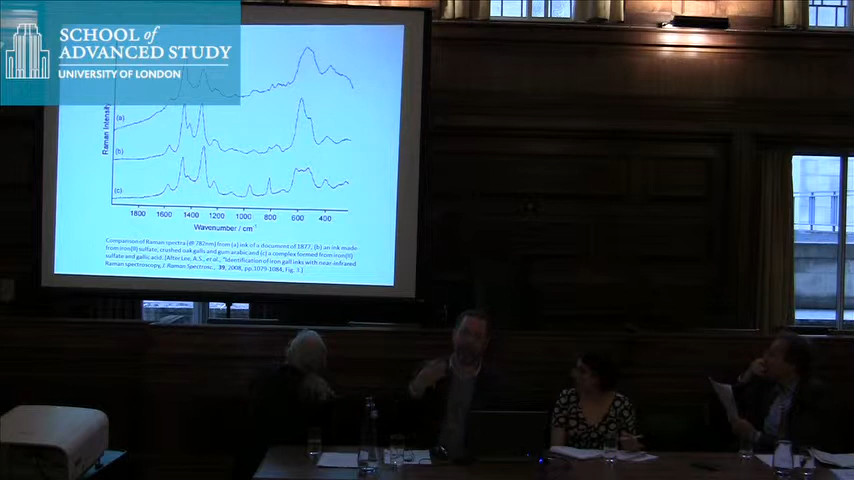 SCHOOL of
ADVANCED STUDY
UNIVERSITY OF LONDON
Raman Intensity
(a)
(b)
(c)
1800 1400 1200 1000 800 600 400
Wavenumber / cm-1
Comparison of Raman spectra (@ 782nm) from (a) ink of a document of 1877, (b) an ink made
from iron(II) sulfate, crushed oak galls and gum arabic and (c) a complex formed from iron(II)
sulfate and gallic acid. [After Lee, A.S., et al., "Identification of iron gall inks with near-infrared
Raman spectroscopy, J. Raman Spectrosc., 39, 2008, pp.1079-1084, Fig. 3.]